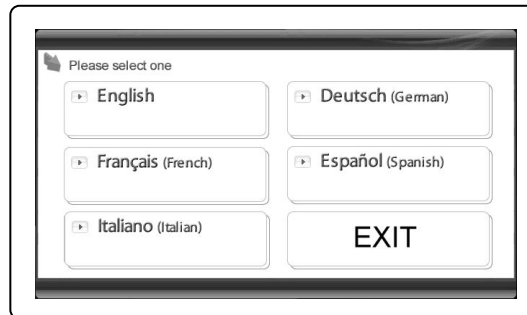 Please select one
English
Deutsch (German)
Français (French)
Español (Spanish)
Italiano (Italian)
EXIT